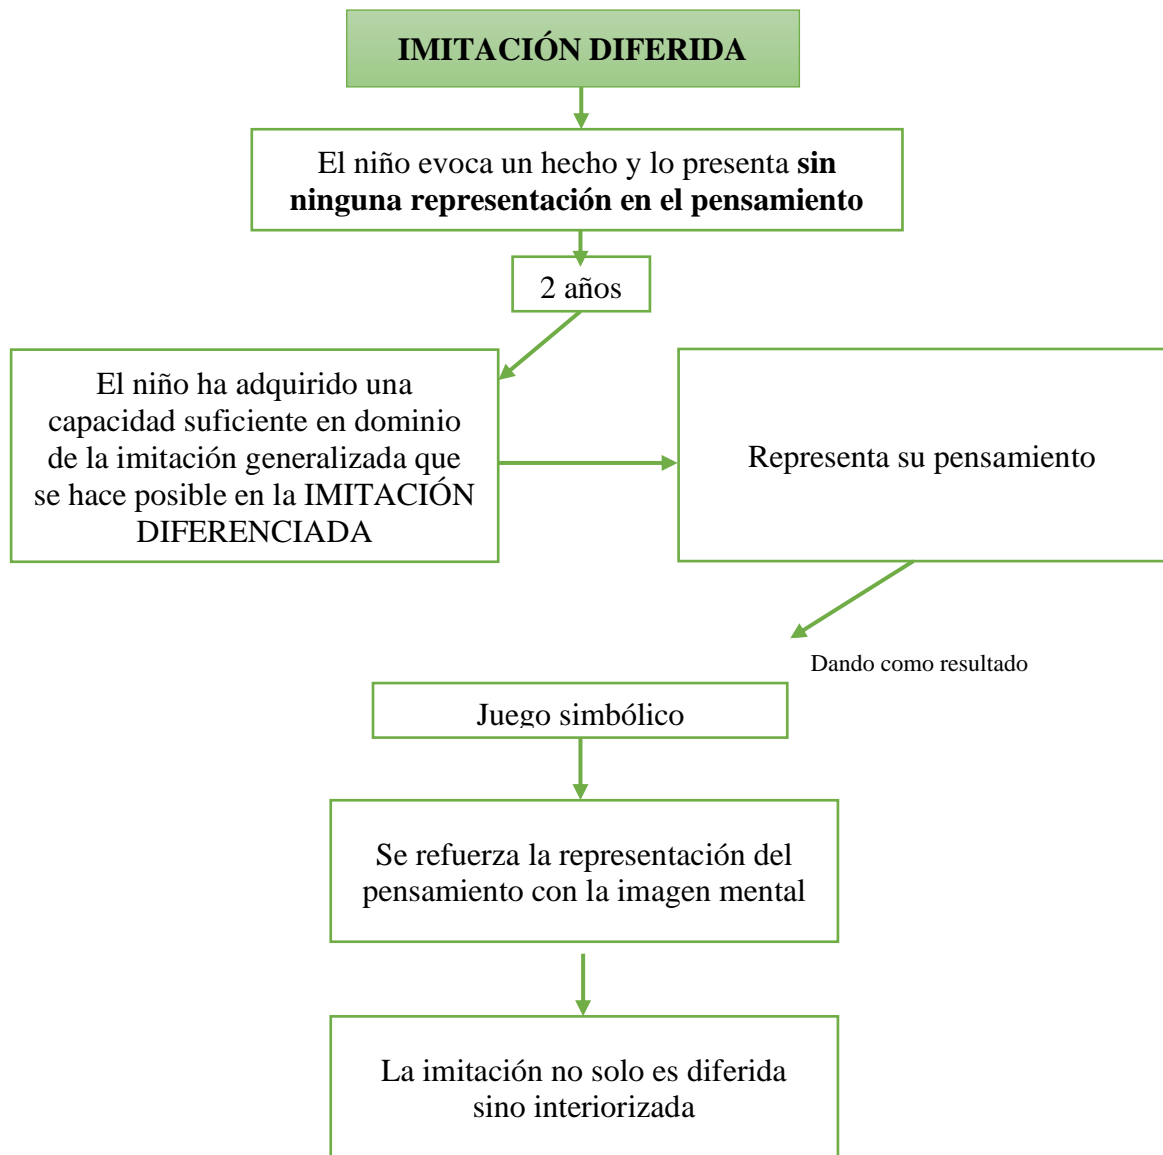 IMITACIÓN DIFERIDA
El niño evoca un hecho y lo presenta sin
ninguna representación en el pensamiento
2 años
El niño ha adquirido una
capacidad suficiente en dominio
de la imitación generalizada que
se hace posible en la IMITACIÓN
DIFERENCIADA
Representa su pensamiento
Dando como resultado
Juego simbólico
Se refuerza la representación del
pensamiento con la imagen mental
La imitación no solo es diferida
sino interiorizada